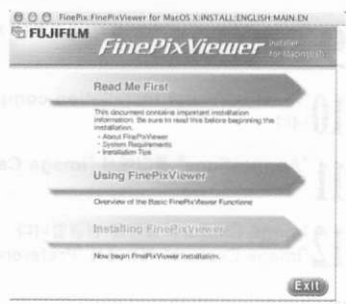 FinePix FinePixViewer for MacOS X:INSTALL:ENGLISH:MAIN.EN
FUJIFILM
FinePixViewer Installer
for Macintosh
Read Me First
This document contains important installation
information. Be sure to read this before beginning the
installation.
- About FinePixViewer
- System Requirements
- Installation Tips
Using FinePixViewer
Overview of the Basic FinePixViewer Functions
Installing FinePixViewer
Now begin FinePixViewer installation.
Exit